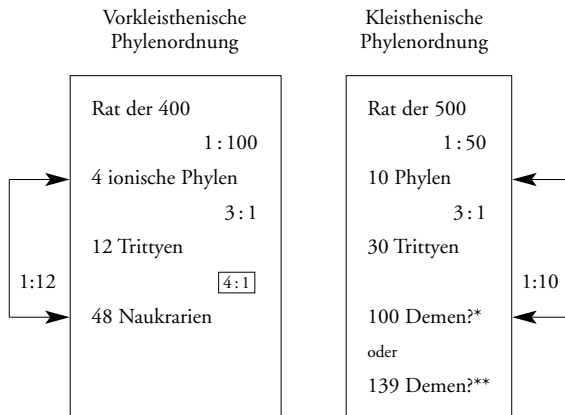 Vorkleisthenische
Phylenordnung
Rat der 400
1:100
4 ionische Phylen
3:1
12 Trittyen
4:1
1:12
48 Naukrarien
Kleisthenische
Phylenordnung
Rat der 500
1:50
10 Phylen
3:1
30 Trittyen
1:10
100 Demen?*
oder
139 Demen?**